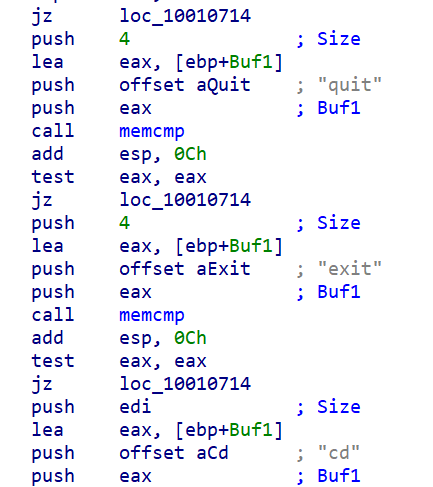 jz loc_10010714
push 4 ; Size
lea eax, [ebp+Buf1]
push offset aQuit ; "quit"
push eax ; Buf1
call memcmp
add esp, 0Ch
test eax, eax
jz loc_10010714
push 4 ; Size
lea eax, [ebp+Buf1]
push offset aExit ; "exit"
push eax ; Buf1
call memcmp
add esp, 0Ch
test eax, eax
jz loc_10010714
push edi ; Size
lea eax, [ebp+Buf1]
push offset aCd ; "cd"
push eax ; Buf1